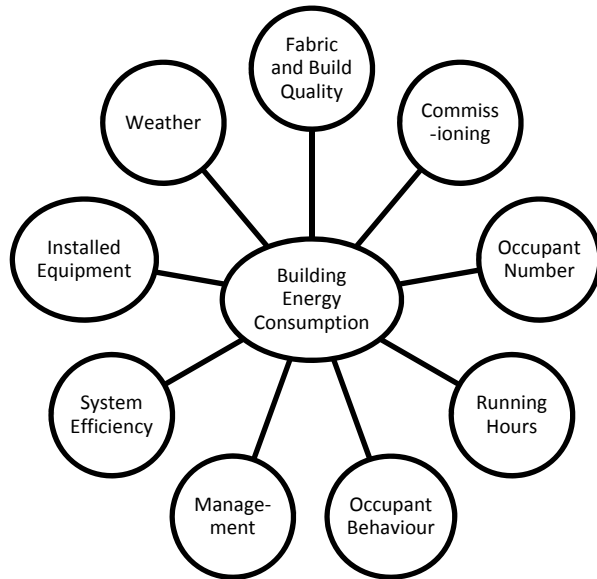 Fabric
and Build
Quality
Weather
Commiss
-ioning
Installed
Equipment
Occupant
Number
Building
Energy
Consumption
System
Efficiency
Running
Hours
Manage-
ment
Occupant
Behaviour